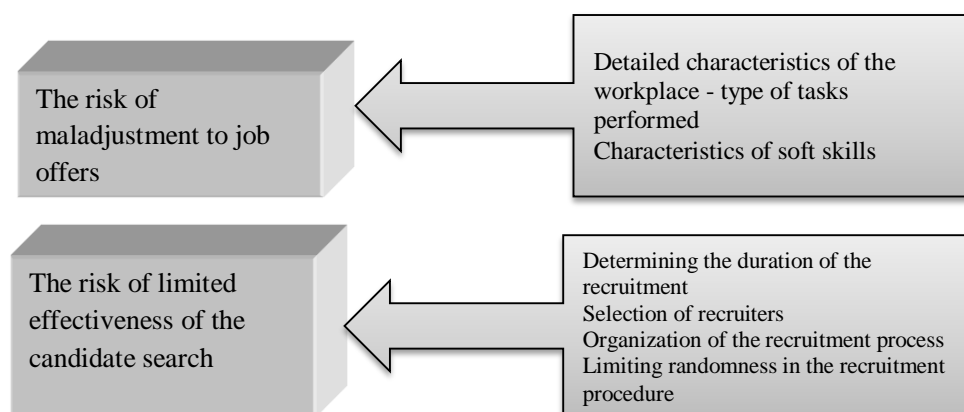 The risk of
maladjustment to job
offers
Detailed characteristics of the
workplace - type of tasks
performed
Characteristics of soft skills
The risk of limited
effectiveness of the
candidate search
Determining the duration of the
recruitment
Selection of recruiters
Organization of the recruitment process
Limiting randomness in the recruitment
procedure